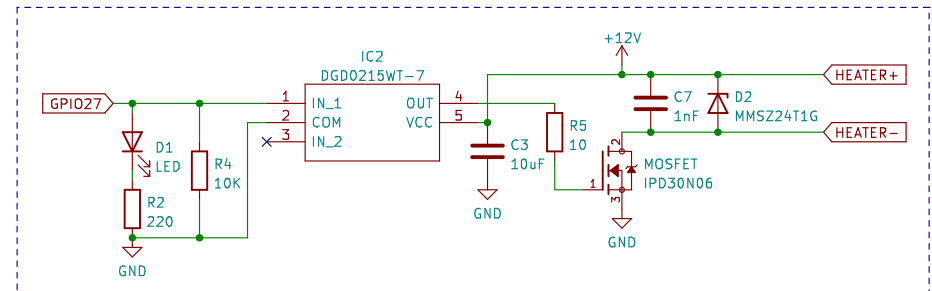 +12V
IC2
DGD0215WT-7
HEATER+
GPIO27
1
IN_1
OUT
4
2
COM
VCC
5
3
IN_2
D1
LED
R4
10K
R2
220
GND
C3
10uF
GND
R5
10
C7
1nF
D2
MMSZ24T1G
HEATER-
2
MOSFET
IPD30N06
1
3
GND